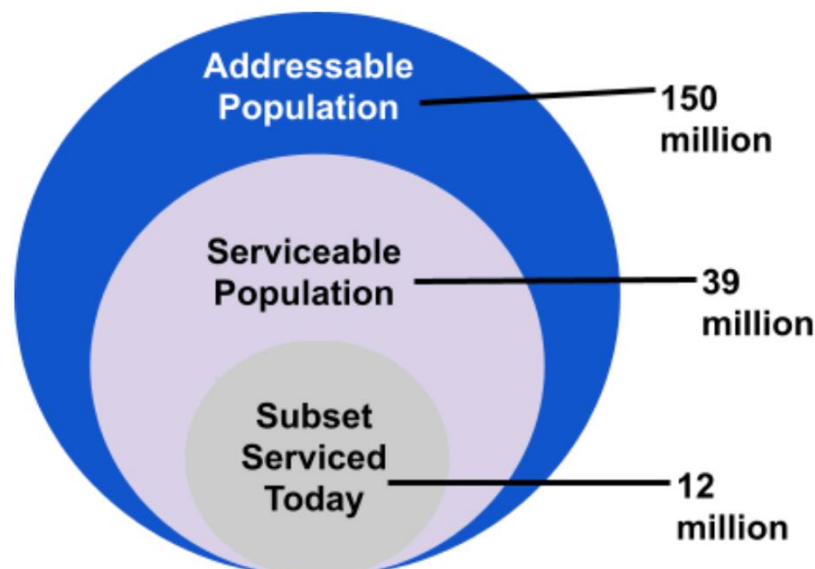 Addressable
Population
150
million
Serviceable
Population
39
million
Subset
Serviced
Today
12
million